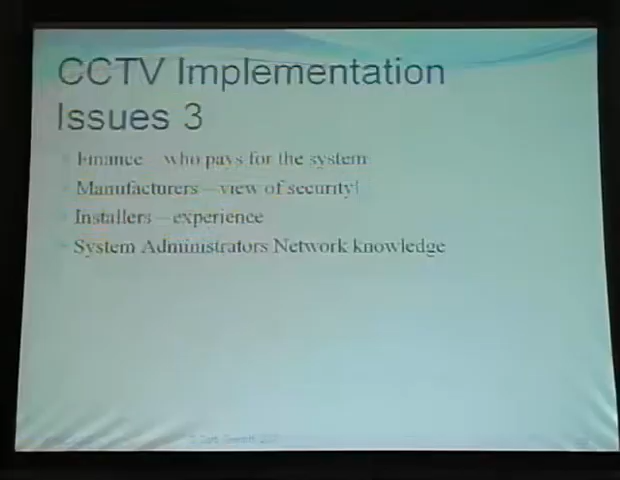 CCTV Implementation
Issues 3
Finance – who pays for the system
Manufacturers – view of security!
Installers – experience
System Administrators Network knowledge